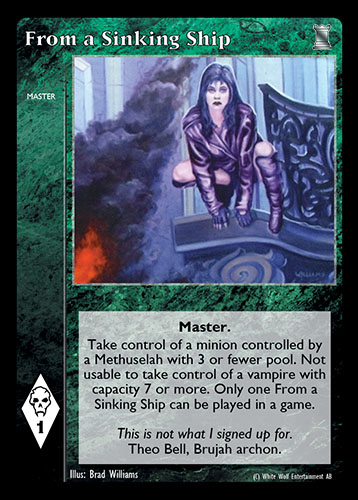 From a Sinking Ship
MASTER
WILLIAMS
Master.
Take control of a minion controlled by
a Methuselah with 3 or fewer pool. Not
usable to take control of a vampire with
capacity 7 or more. Only one From a
Sinking Ship can be played in a game.
This is not what I signed up for.
Theo Bell, Brujah archon.
1
Illus: Brad Williams
(C) White Wolf Entertainment AB